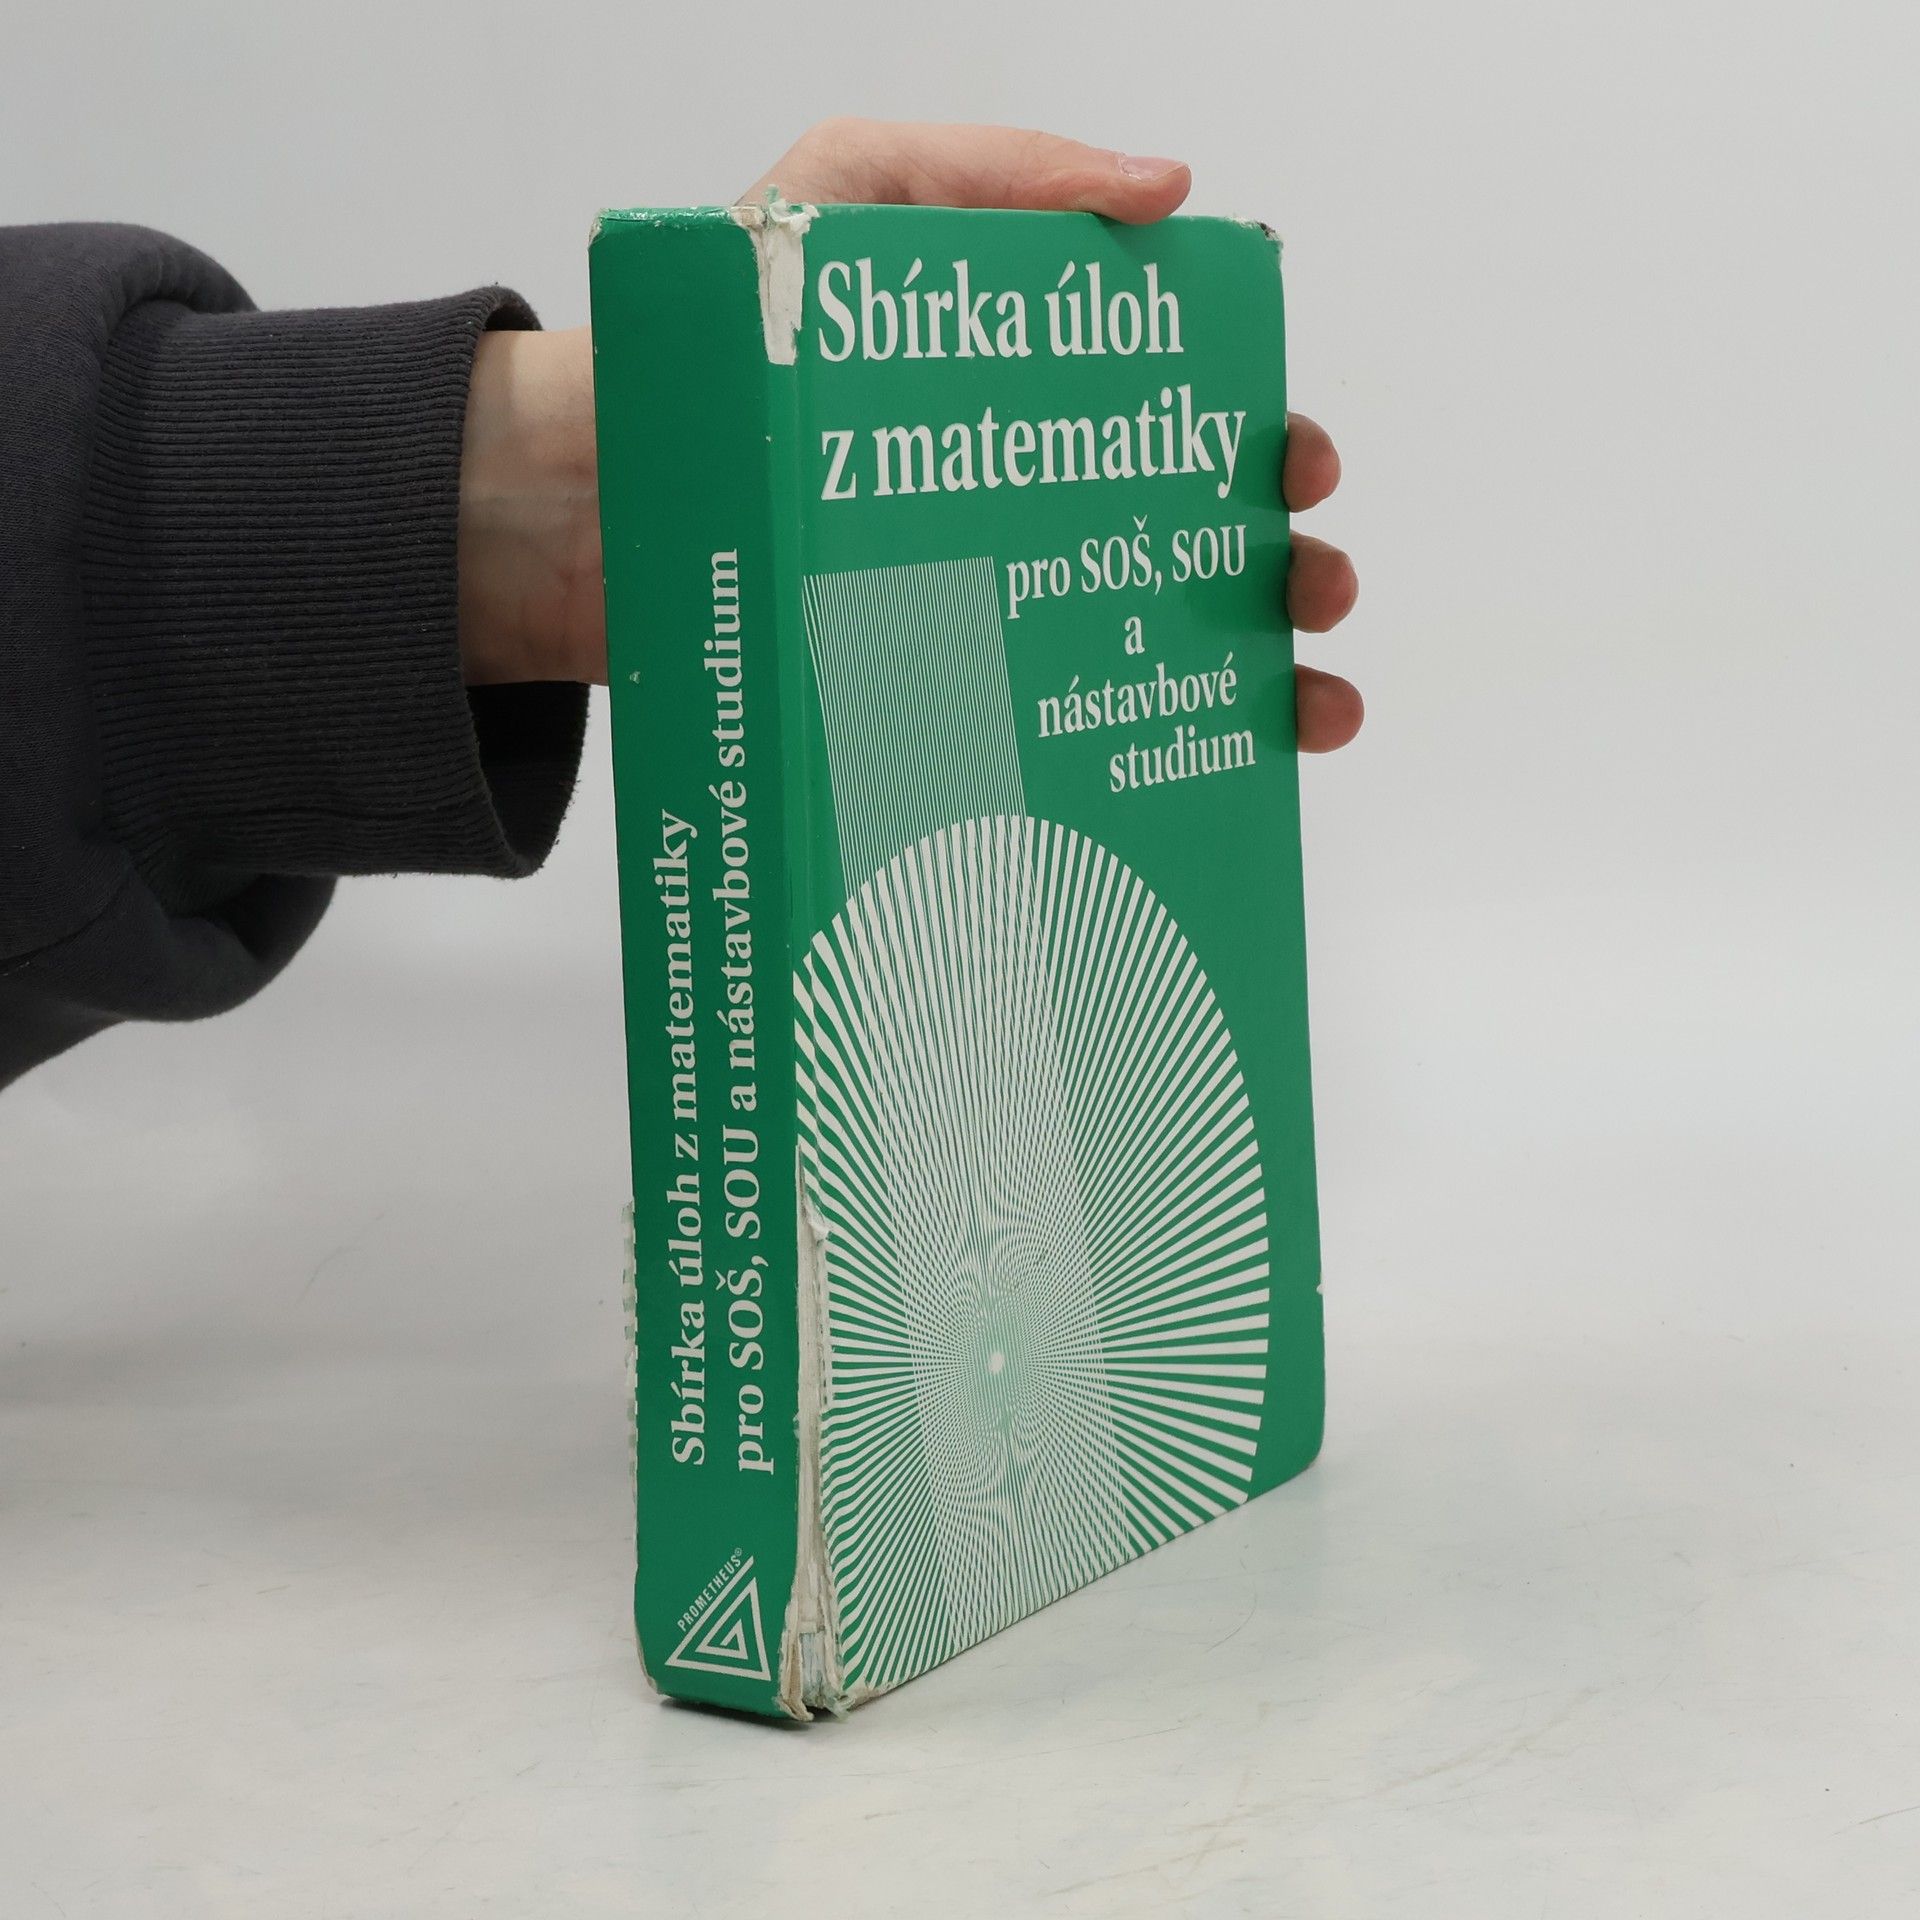 Sbírka úloh
z matematiky
pro SOŠ, SOU
a
nástavbové
studium
Sbírka úloh z matematiky
pro SOŠ, SOU a nástavbové studium
PROMETHEUS®